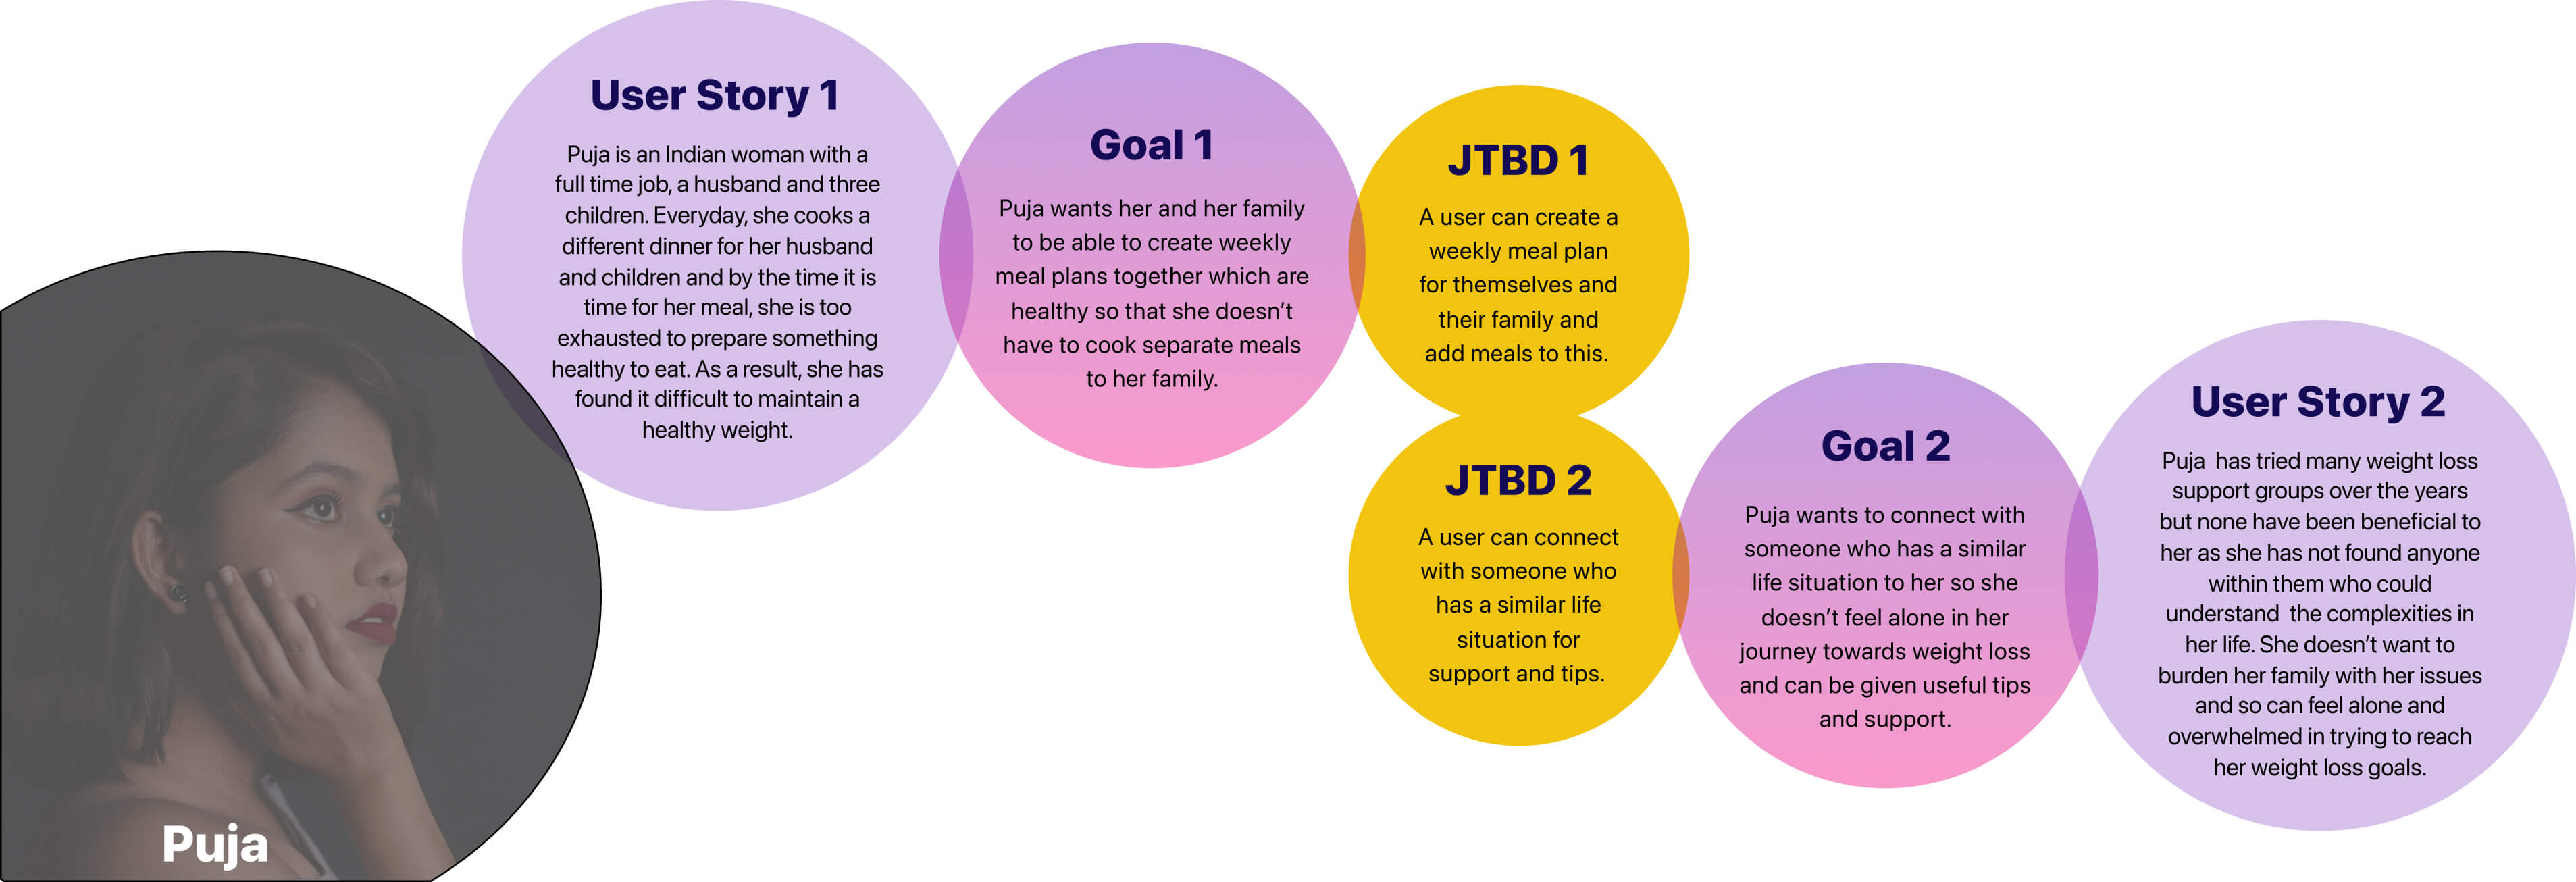 User Story 1
Puja is an Indian woman with a
full time job, a husband and three
children. Everyday, she cooks a
different dinner for her husband
and children and by the time it is
time for her meal, she is too
exhausted to prepare something
healthy to eat. As a result, she has
found it difficult to maintain a
healthy weight.
Goal 1
Puja wants her and her family
to be able to create weekly
meal plans together which are
healthy so that she doesn’t
have to cook separate meals
to her family.
JTBD 1
A user can create a
weekly meal plan
for themselves and
their family and
add meals to this.
JTBD 2
A user can connect
with someone who
has a similar life
situation for
support and tips.
Goal 2
Puja wants to connect with
someone who has a similar
life situation to her so she
doesn’t feel alone in her
journey towards weight loss
and can be given useful tips
and support.
User Story 2
Puja  has tried many weight loss
support groups over the years
but none have been beneficial to
her as she has not found anyone
within them who could
understand  the complexities in
her life. She doesn’t want to
burden her family with her issues
and so can feel alone and
overwhelmed in trying to reach
her weight loss goals.
Puja